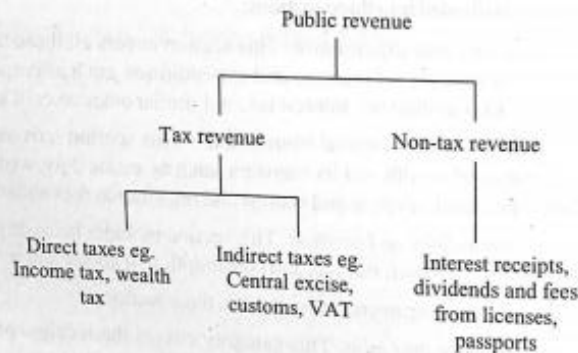 Public revenue
Tax revenue
Non-tax revenue
Direct taxes eg.
Income tax, wealth
tax
Indirect taxes eg.
Central excise,
customs, VAT
Interest receipts,
dividends and fees
from licenses,
passports